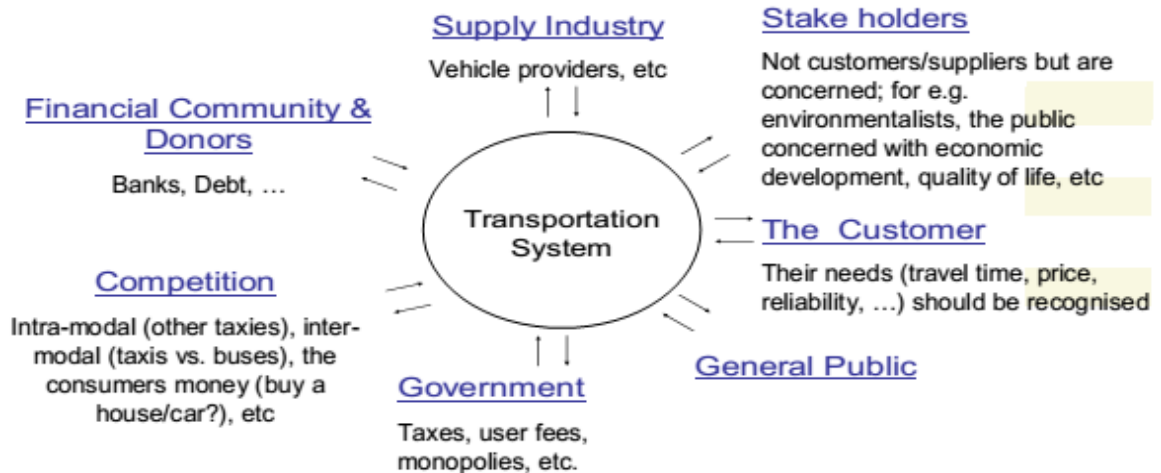 Supply Industry
Vehicle providers, etc
Stake holders
Not customers/suppliers but are
concerned; for e.g.
environmentalists, the public
concerned with economic
development, quality of life, etc
Financial Community &
Donors
Banks, Debt, ...
Transportation
System
The Customer
Their needs (travel time, price,
reliability, ...) should be recognised
Competition
Intra-modal (other taxies), inter-
modal (taxis vs. buses), the
consumers money (buy a
house/car?), etc
General Public
Government
Taxes, user fees,
monopolies, etc.